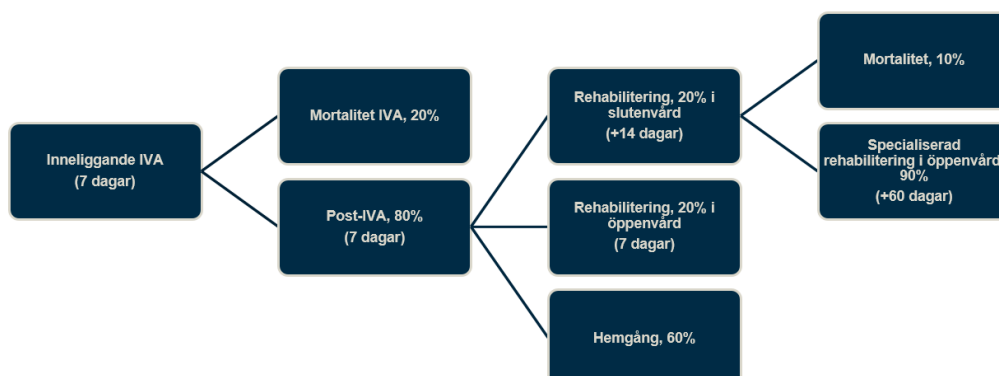 Inneliggande IVA
(7 dagar)
Mortalitet IVA, 20%
Post-IVA, 80%
(7 dagar)
Rehabilitering, 20% i
slutenvård
(+14 dagar)
Rehabilitering, 20% i
öppenvård
(7 dagar)
Hemgång, 60%
Mortalitet, 10%
Specialiserad
rehabilitering i öppenvård
90%
(+60 dagar)